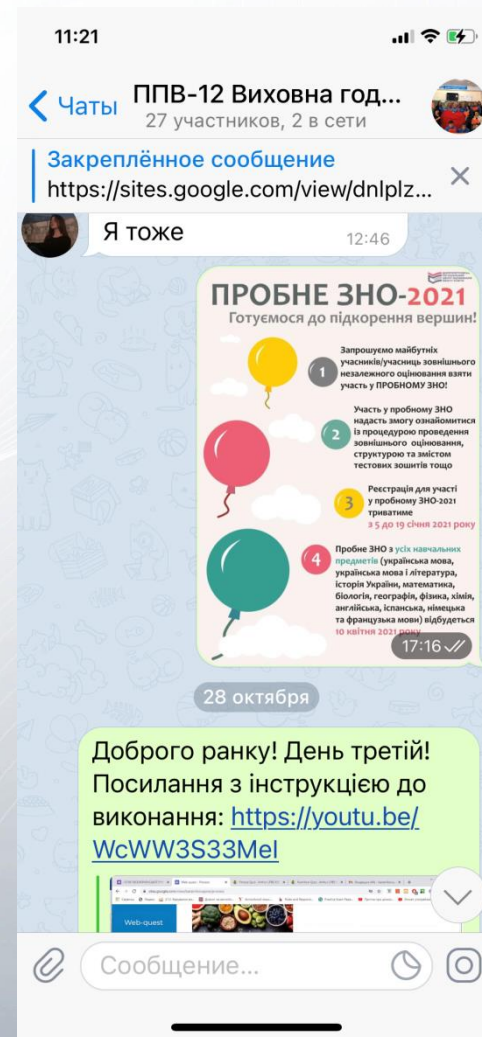 11:21
Чаты
ППВ-12 Виховна год...
27 участников, 2 в сети
Закреплённое сообщение
https://sites.google.com/view/dnlplz...
Я тоже
12:46
ПРОБНЕ ЗНО-2021
Готуємося до підкорення вершин!
1
Запрошуємо майбутніх
учасників/учасниць зовнішнього
незалежного оцінювання взяти
участь у ПРОБНОМУ ЗНО!
2
Участь у пробному ЗНО
надасть змогу ознайомитися
із процедурою проведення
зовнішнього оцінювання,
структурою та змістом
тестових зошитів тощо
3
Реєстрація для участі
у пробному ЗНО-2021
триватиме
з 5 до 19 січня 2021 року
4
Пробне ЗНО з усіх навчальних
предметів (українська мова,
українська мова і література,
історія України, математика,
біологія, географія, фізика, хімія,
англійська, іспанська, німецька
та французька мови) відбудеться
10 квітня 2021 року
17:16
28 октября
Доброго ранку! День третій!
Посилання з інструкцією до
виконання: https://youtu.be/
WcWW3S33MeI
Web-quest
Сообщение...